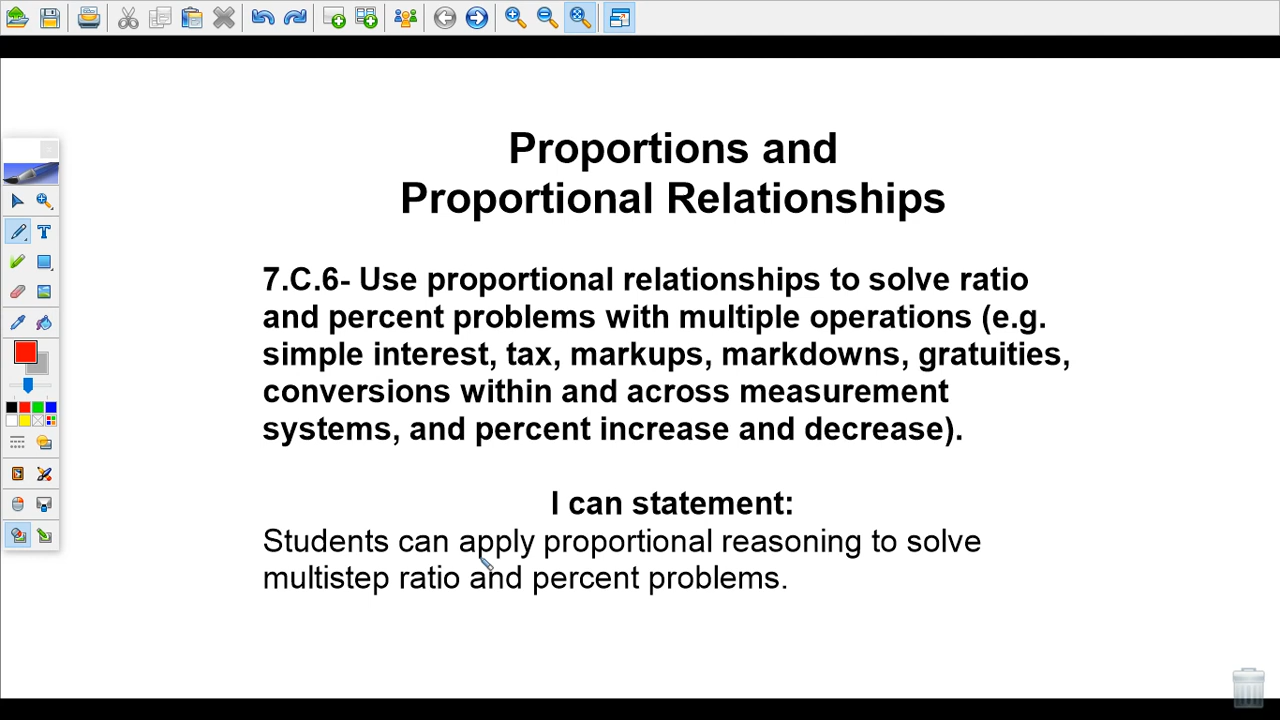 Proportions and
Proportional Relationships
7.C.6- Use proportional relationships to solve ratio
and percent problems with multiple operations (e.g.
simple interest, tax, markups, markdowns, gratuities,
conversions within and across measurement
systems, and percent increase and decrease).
I can statement:
Students can apply proportional reasoning to solve
multistep ratio and percent problems.